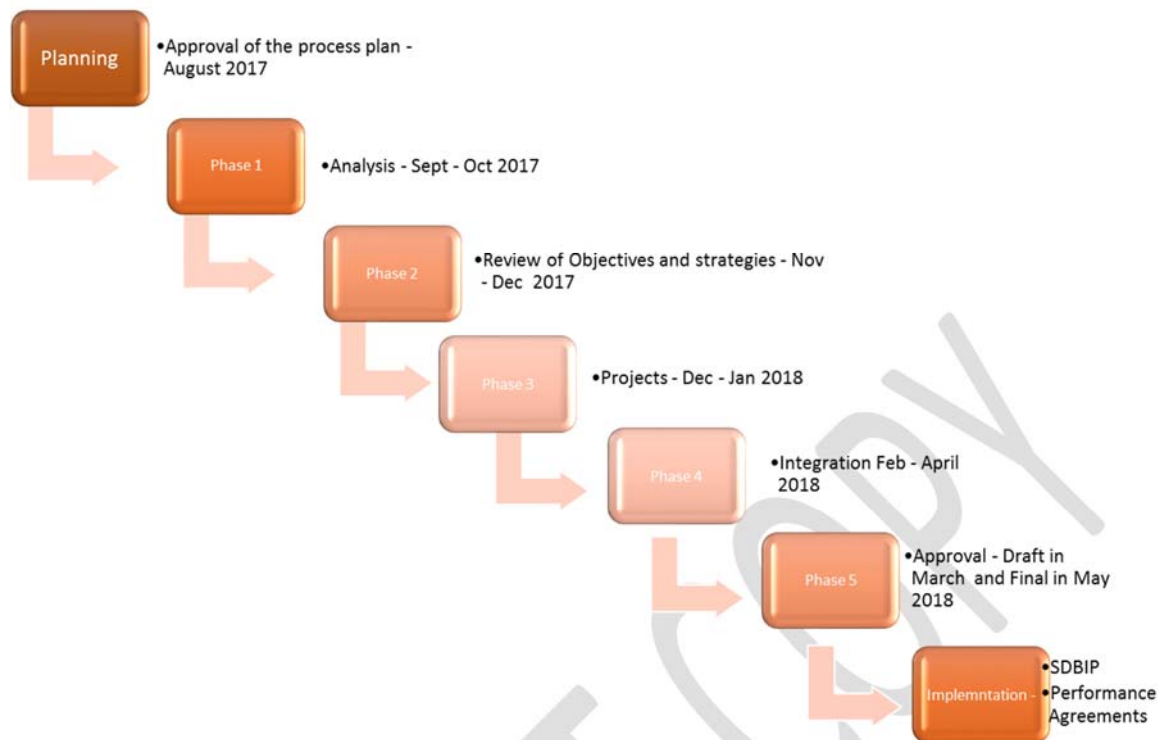 Planning
•Approval of the process plan -
August 2017
Phase 1
•Analysis - Sept - Oct 2017
Phase 2
•Review of Objectives and strategies - Nov
- Dec 2017
Phase 3
•Projects - Dec - Jan 2018
Phase 4
•Integration Feb - April
2018
Phase 5
•Approval - Draft in
March and Final in May
2018
Implemntation -
•SDBIP
•Performance
Agreements
COPY